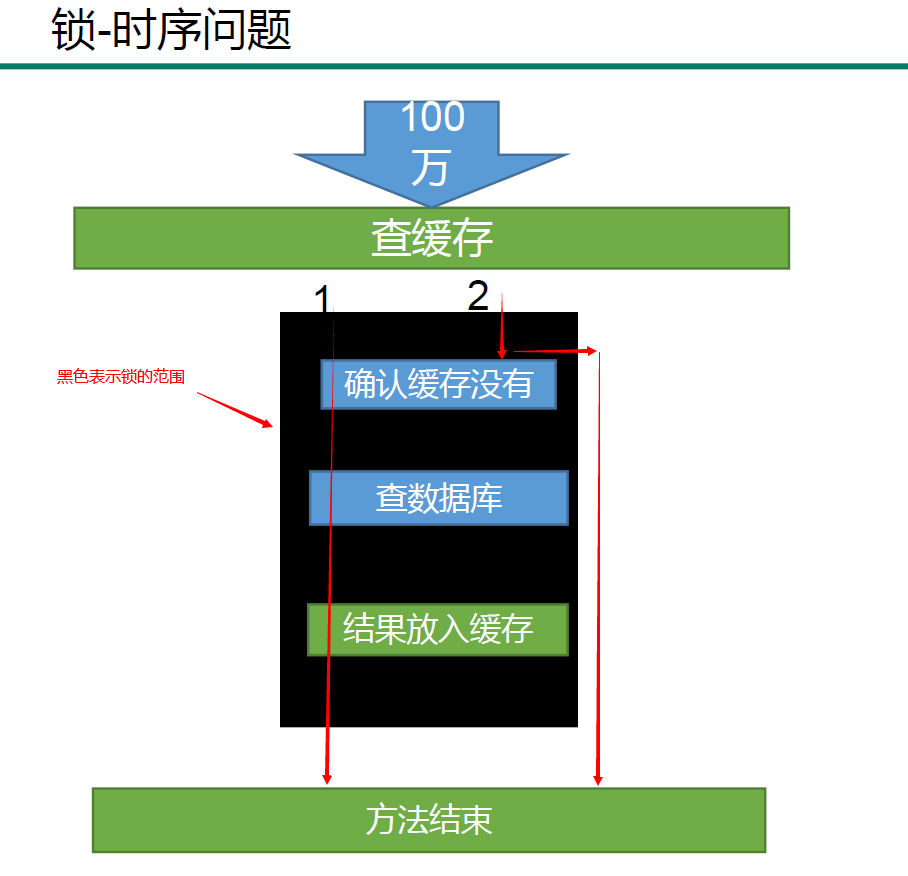 锁-时序问题
100
万
查缓存
1
2
黑色表示锁的范围
确认缓存没有
查数据库
结果放入缓存
方法结束